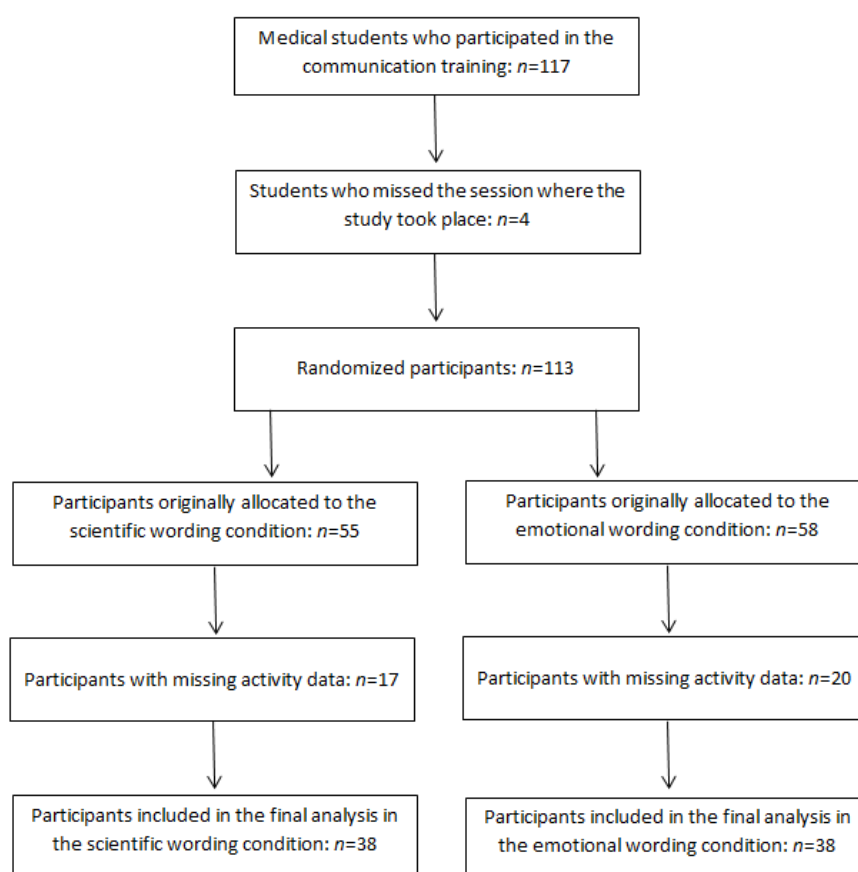 Medical students who participated in the
communication training: n=117
Students who missed the session where the
study took place: n=4
Randomized participants: n=113
Participants originally allocated to the
scientific wording condition: n=55
Participants originally allocated to the
emotional wording condition: n=58
Participants with missing activity data: n=17
Participants with missing activity data: n=20
Participants included in the final analysis in
the scientific wording condition: n=38
Participants included in the final analysis in
the emotional wording condition: n=38